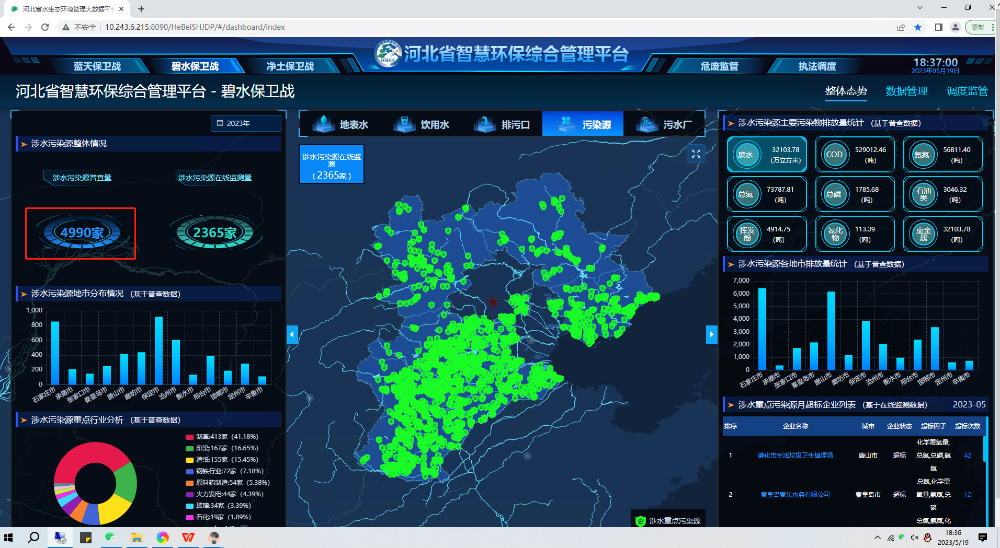 河北省水生态环境管理大数据平台
不安全 10.243.6.215:8090/HeBeiSHJDP/#/dashboard/index
更新
蓝天保卫战
碧水保卫战
净土保卫战
HBEE
河北省智慧环保综合管理平台
危废监管
执法调度
18:37:00
2023年05月19日
河北省智慧环保综合管理平台 - 碧水保卫战
整体态势
数据管理
调度监管
2023年
涉水污染源整体情况
涉水污染源普查量
涉水污染源在线监测量
4990家
2365家
涉水污染源地市分布情况 (基于普查数据)
1,000
800
600
400
200
0
石家庄市
承德市
张家口市
秦皇岛市
唐山市
廊坊市
保定市
沧州市
衡水市
邢台市
邯郸市
定州市
辛集市
涉水污染源重点行业分析 (基于普查数据)
制革:413家 (41.18%)
印染:167家 (16.65%)
造纸:155家 (15.45%)
钢铁行业:72家 (7.18%)
原料药制造:54家 (5.38%)
火力发电:44家 (4.39%)
玻璃:34家 (3.39%)
石化:19家 (1.89%)
地表水
饮用水
排污口
污染源
污水厂
涉水污染源在线监
测
(2365家)
企 涉水重点污染源
涉水污染源主要污染物排放量统计 (基于普查数据)
废水
32103.78
(万立方米)
COD
529012.46
(吨)
氨氮
56811.40
(吨)
总氮
73787.81
(吨)
总磷
1785.68
(吨)
石油
类
3046.32
(吨)
挥发
酚
4914.75
(吨)
氰化
物
113.39
(吨)
重金
属
32103.78
(吨)
涉水污染源各地市排放量统计 (基于普查数据)
7,000
6,000
5,000
4,000
3,000
2,000
1,000
0
石家庄市
承德市
张家口市
秦皇岛市
唐山市
廊坊市
保定市
沧州市
衡水市
邢台市
邯郸市
定州市
辛集市
涉水重点污染源月超标企业列表 (基于在线监测数据) 2023-05
排序 企业名称 城市 企业状态 超标因子 超标次数
化学需氧量,
1 遵化市生活垃圾卫生填埋场 唐山市 超标 总氮,总磷,氨 42
氮
总氮,化学需
2 秦皇岛秦东水务有限公司 秦皇岛市 超标 氧量,氨氮,总 12
磷
总氮,氨氮,化
18:36
2023/5/19